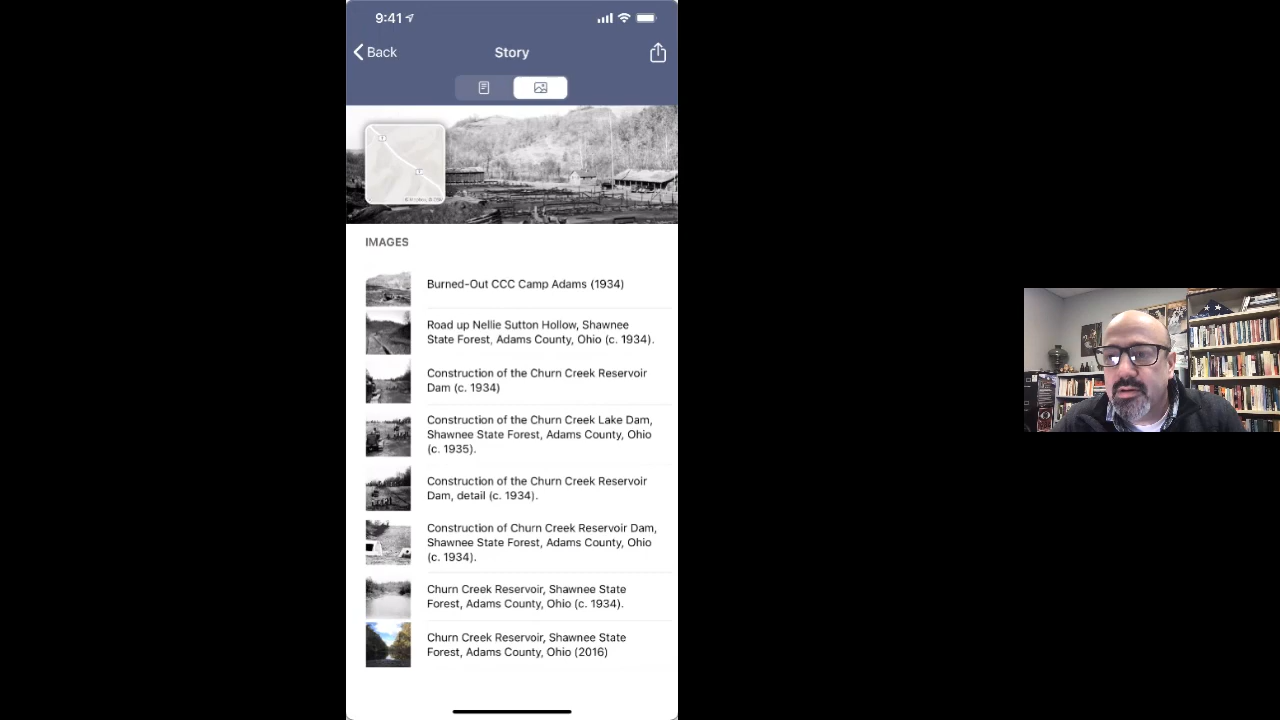 9:41
Back
Story
IMAGES
Burned-Out CCC Camp Adams (1934)
Road up Nellie Sutton Hollow, Shawnee
State Forest, Adams County, Ohio (c. 1934).
Construction of the Churn Creek Reservoir
Dam (c. 1934)
Construction of the Churn Creek Lake Dam,
Shawnee State Forest, Adams County, Ohio
(c. 1935).
Construction of the Churn Creek Reservoir
Dam, detail (c. 1934).
Construction of Churn Creek Reservoir Dam,
Shawnee State Forest, Adams County, Ohio
(c. 1934).
Churn Creek Reservoir, Shawnee State
Forest, Adams County, Ohio (c. 1934).
Churn Creek Reservoir, Shawnee State
Forest, Adams County, Ohio (2016)